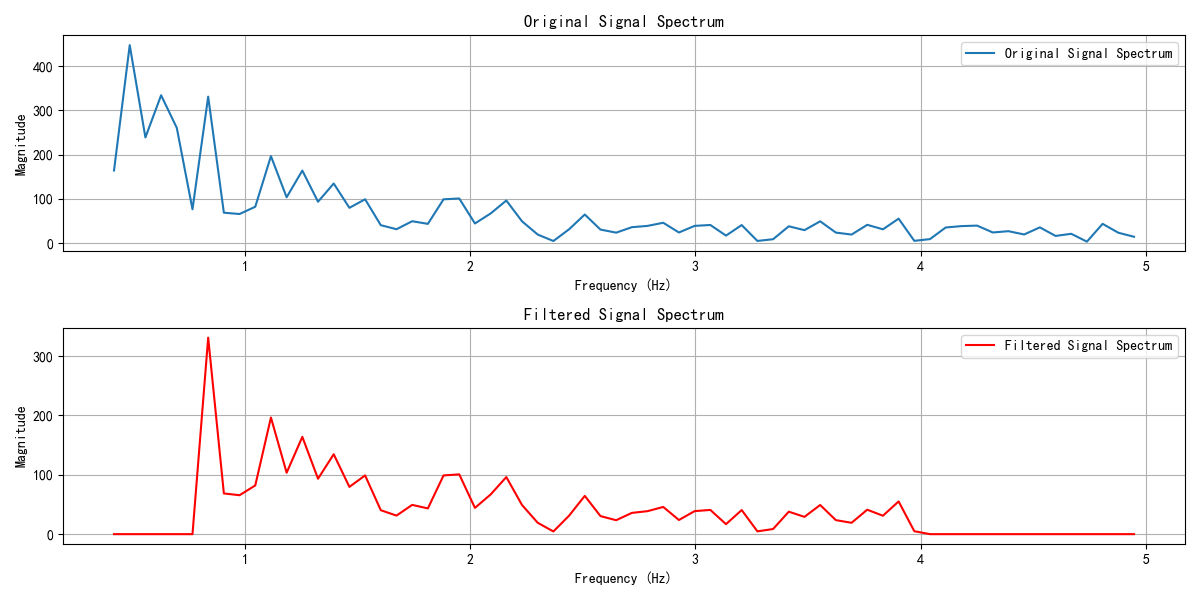 Original Signal Spectrum
Original Signal Spectrum
Magnitude
400
300
200
100
0
1 2 3 4 5
Frequency (Hz)
Filtered Signal Spectrum
Filtered Signal Spectrum
Magnitude
300
200
100
0
1 2 3 4 5
Frequency (Hz)